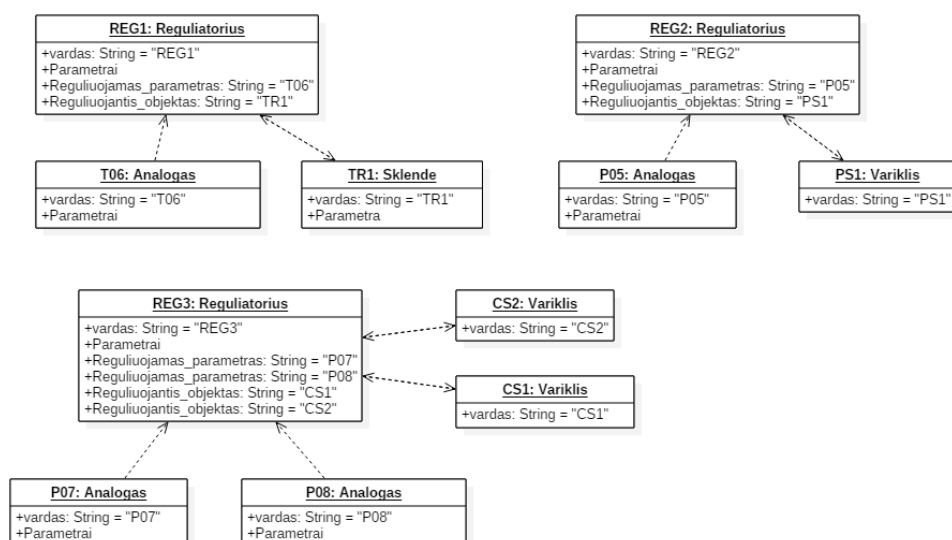 REG1: Reguliatorius
+vardas: String = "REG1"
+Parametrai
+Reguliuojamas_parametras: String = "T06"
+Reguliuojantis_objektas: String = "TR1"
T06: Analogas
+vardas: String = "T06"
+Parametrai
TR1: Sklende
+vardas: String = "TR1"
+Parametra
REG2: Reguliatorius
+vardas: String = "REG2"
+Parametrai
+Reguliuojamas_parametras: String = "P05"
+Reguliuojantis_objektas: String = "PS1"
P05: Analogas
+vardas: String = "P05"
+Parametrai
PS1: Variklis
+vardas: String = "PS1"
REG3: Reguliatorius
+vardas: String = "REG3"
+Parametrai
+Reguliuojamas_parametras: String = "P07"
+Reguliuojamas_parametras: String = "P08"
+Reguliuojantis_objektas: String = "CS1"
+Reguliuojantis_objektas: String = "CS2"
CS2: Variklis
+vardas: String = "CS2"
CS1: Variklis
+vardas: String = "CS1"
P07: Analogas
+vardas: String = "P07"
+Parametrai
P08: Analogas
+vardas: String = "P08"
+Parametrai